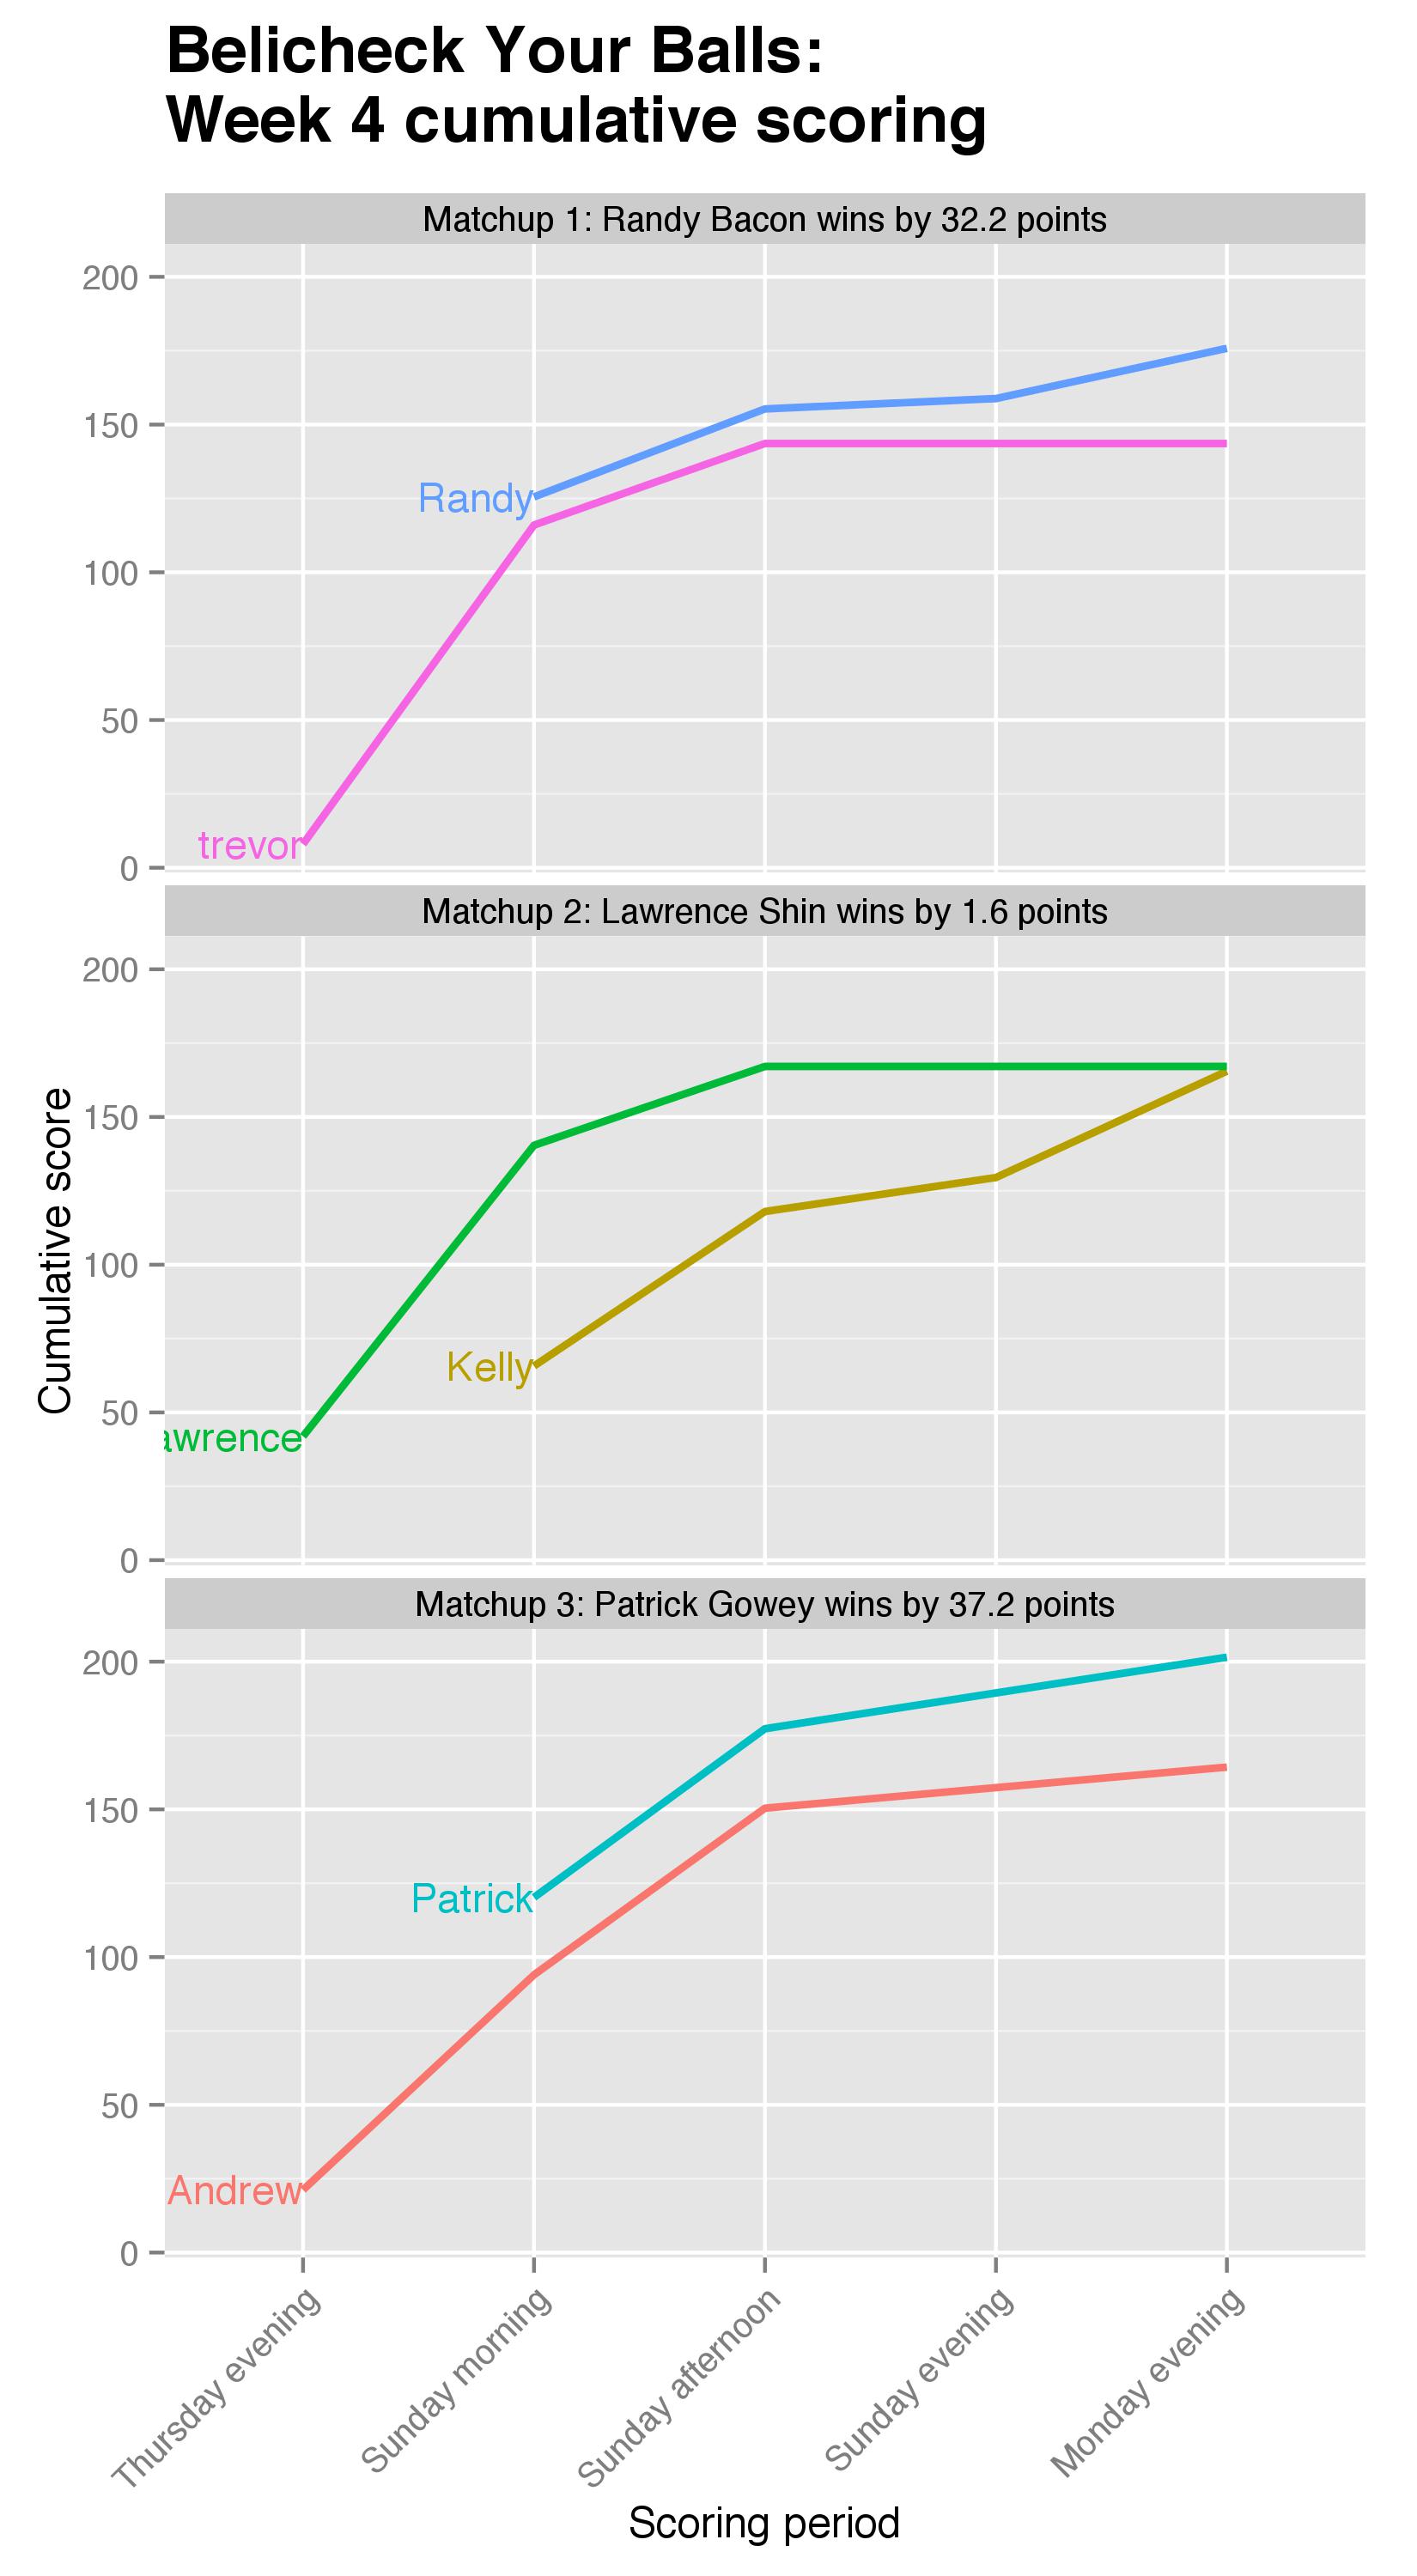 Belicheck Your Balls:
Week 4 cumulative scoring
Matchup 1: Randy Bacon wins by 32.2 points
200
150
100
50
0
Randy
trevor
Matchup 2: Lawrence Shin wins by 1.6 points
200
150
100
50
0
awrence
Kelly
Matchup 3: Patrick Gowey wins by 37.2 points
200
150
100
50
0
Patrick
Andrew
Cumulative score
Thursday evening
Sunday morning
Sunday afternoon
Sunday evening
Monday evening
Scoring period